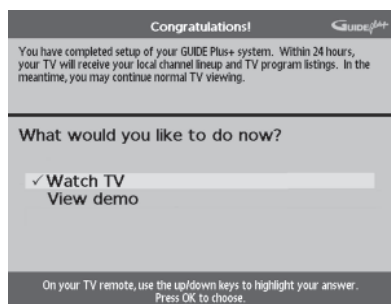 Congratulations! GUIDE Plus+
You have completed setup of your GUIDE Plus+ system. Within 24 hours,
your TV will receive your local channel lineup and TV program listings. In the
meantime, you may continue normal TV viewing.
What would you like to do now?
✓ Watch TV
View demo
On your TV remote, use the up/down keys to highlight your answer.
Press OK to choose.